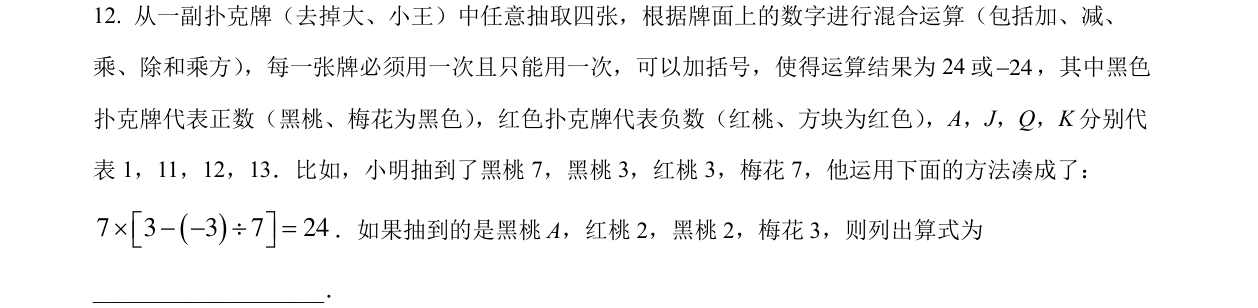 12. 从一副扑克牌（去掉大、小王）中任意抽取四张，根据牌面上的数字进行混合运算（包括加、减、
乘、除和乘方），每一张牌必须用一次且只能用一次，可以加括号，使得运算结果为 24 或 –24，其中黑色
扑克牌代表正数（黑桃、梅花为黑色），红色扑克牌代表负数（红桃、方块为红色），A，J，Q，K 分别代
表 1，11，12，13．比如，小明抽到了黑桃 7，黑桃 3，红桃 3，梅花 7，他运用下面的方法凑成了：
7×[3−(−3)÷7]=24．如果抽到的是黑桃 A，红桃 2，黑桃 2，梅花 3，则列出算式为
____________________．